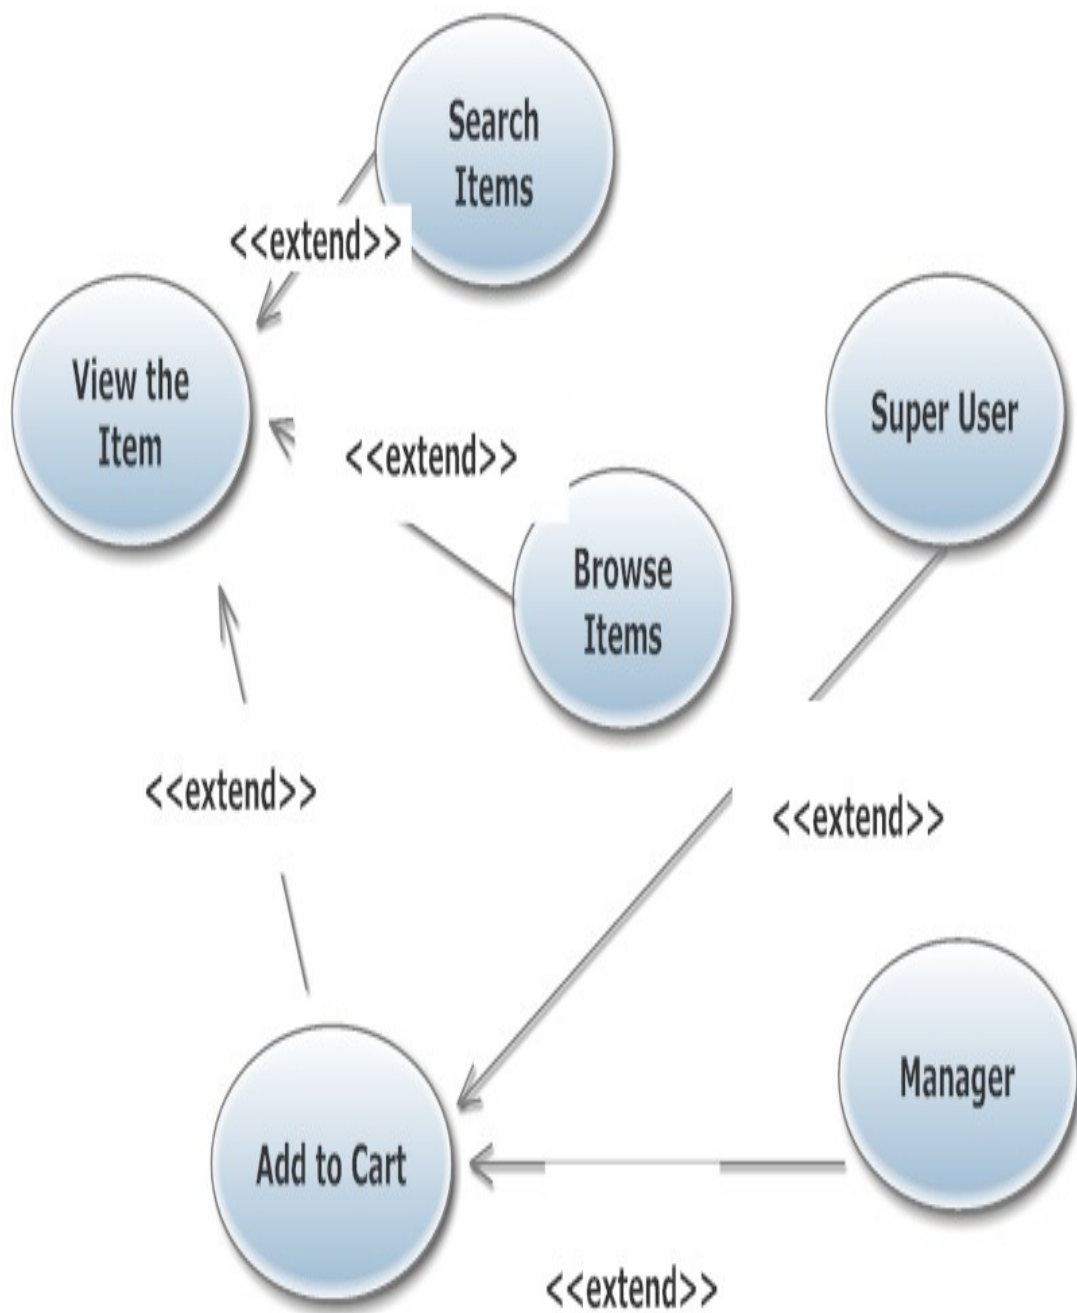 Search
Items
<<extend>>
View the
Item
Super User
<<extend>>
Browse
Items
<<extend>>
<<extend>>
Manager
Add to Cart
<<extend>>